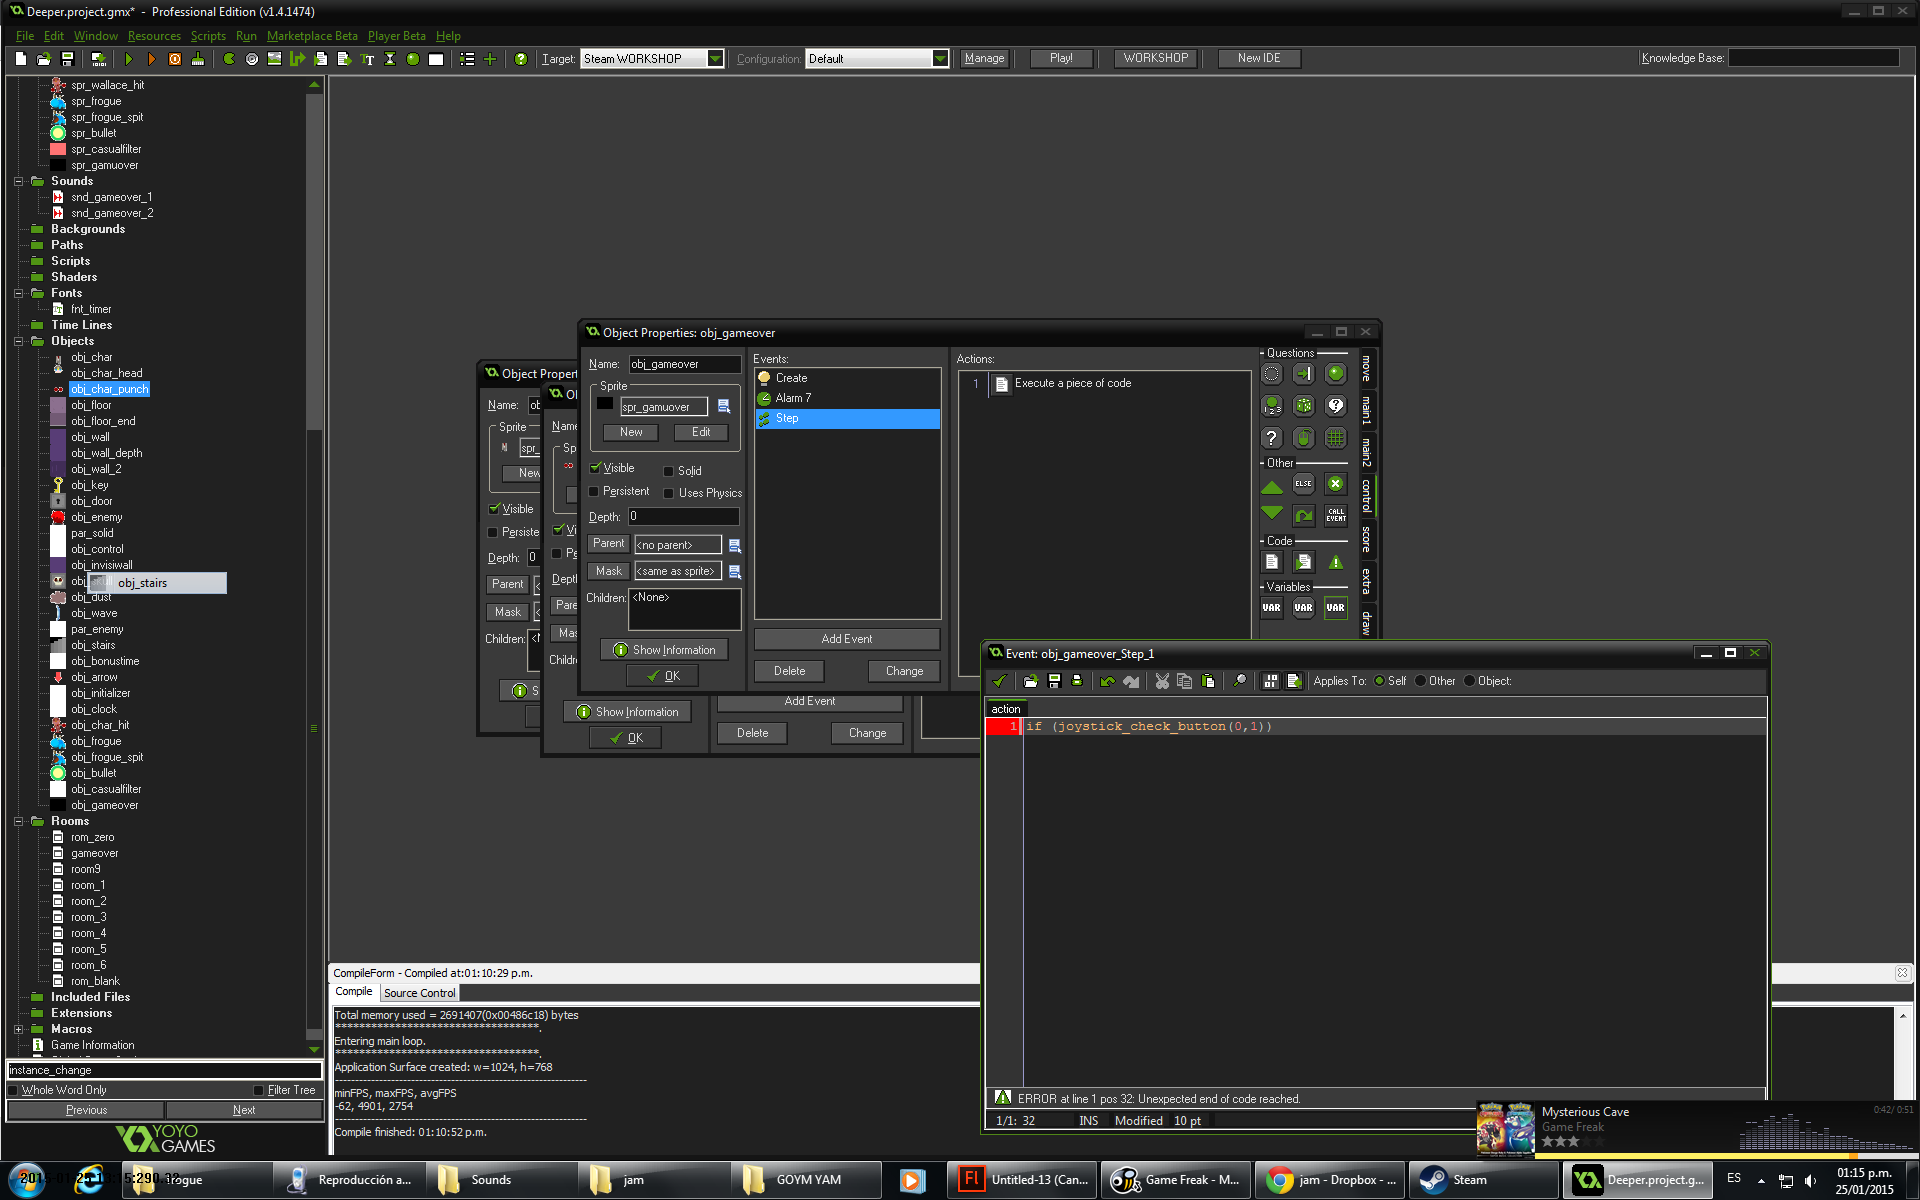 Deeper.project.gmx* - Professional Edition (v1.4.1474)
File Edit Window Resources Scripts Run Marketplace Beta Player Beta Help
Target: Steam WORKSHOP Configuration: Default Manage Play! WORKSHOP New IDE Knowledge Base:
spr_wallace_hit
spr_frogue
spr_frogue_spit
spr_bullet
spr_casualfilter
spr_gamuover
Sounds
snd_gameover_1
snd_gameover_2
Backgrounds
Paths
Scripts
Shaders
Fonts
fnt_timer
Time Lines
Objects
obj_char
obj_char_head
obj_char_punch
obj_floor
obj_floor_end
obj_wall
obj_wall_depth
obj_wall_2
obj_key
obj_door
obj_enemy
par_solid
obj_control
obj_invisiwall
obj_stairs
obj_dust
obj_wave
par_enemy
obj_stairs
obj_bonustime
obj_arrow
obj_initializer
obj_clock
obj_char_hit
obj_frogue
obj_frogue_spit
obj_bullet
obj_casualfilter
obj_gameover
Rooms
rom_zero
gameover
room9
room_1
room_2
room_3
room_4
room_5
room_6
rom_blank
Included Files
Extensions
Macros
Game Information
instance_change
Whole Word Only Filter Tree
Previous Next
YOYO GAMES
Object Propert
Name: ob
Sprite
spr_
New
Visible
Persiste
Depth: 0
Parent
Mask
Children:
Show Information
OK
Add Event
Delete Change
Object Properties: obj_gameover
Name: obj_gameover
Sprite
spr_gamuover
New Edit
Visible Solid
Persistent Uses Physics
Depth: 0
Parent <no parent>
Mask <same as sprite>
Children: <None>
Show Information
OK
Events:
Create
Alarm 7
Step
Add Event
Delete Change
Actions:
1 Execute a piece of code
Questions
Other
ELSE
CALL EVENT
Code
Variables
VAR VAR VAR
move
main1
main2
control
score
extra
draw
Event: obj_gameover_Step_1
Applies To: Self Other Object:
action
1 if (joystick_check_button(0,1))
ERROR at line 1 pos 32: Unexpected end of code reached.
1/1: 32 INS Modified 10 pt
CompileForm - Compiled at:01:10:29 p.m.
Compile Source Control
Total memory used = 2691407(0x00486c18) bytes
**********************************.
Entering main loop.
**********************************.
Application Surface created: w=1024, h=768
minFPS, maxFPS, avgFPS
-62, 4901, 2754
Compile finished: 01:10:52 p.m.
Mysterious Cave
Game Freak
0:42/ 0:51
Reproducción a...
Sounds
jam
GOYM YAM
Untitled-13 (Can...
Game Freak - M...
jam - Dropbox - ...
Steam
Deeper.project.g...
ES
01:15 p.m.
25/01/2015